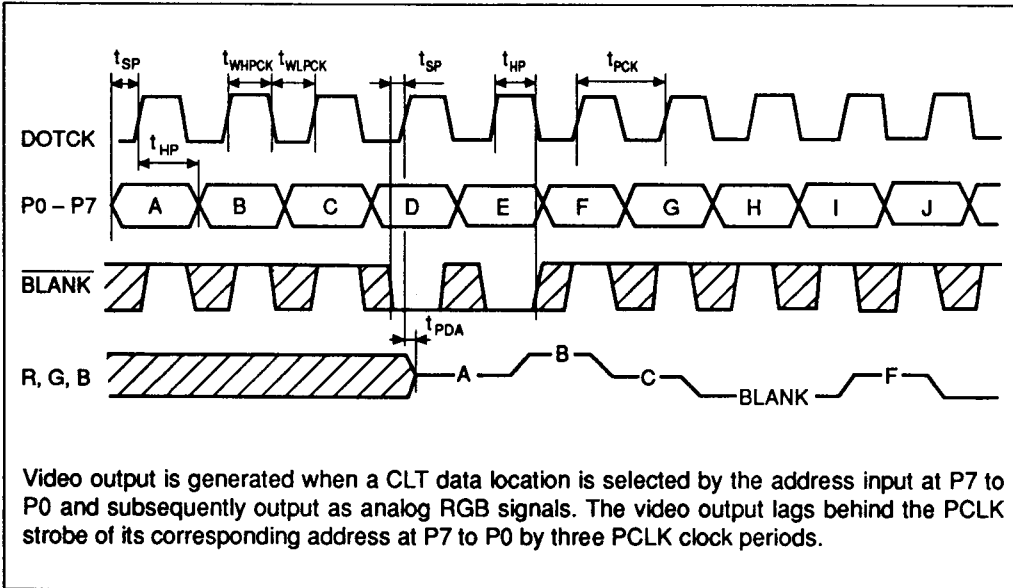 tSP tWHPCK tWLPCK tSP tHP tPCK
DOTCK
tHP
P0 – P7 A B C D E F G H I J
BLANK
tPDA
R, G, B A B C BLANK F
Video output is generated when a CLT data location is selected by the address input at P7 to
P0 and subsequently output as analog RGB signals. The video output lags behind the PCLK
strobe of its corresponding address at P7 to P0 by three PCLK clock periods.